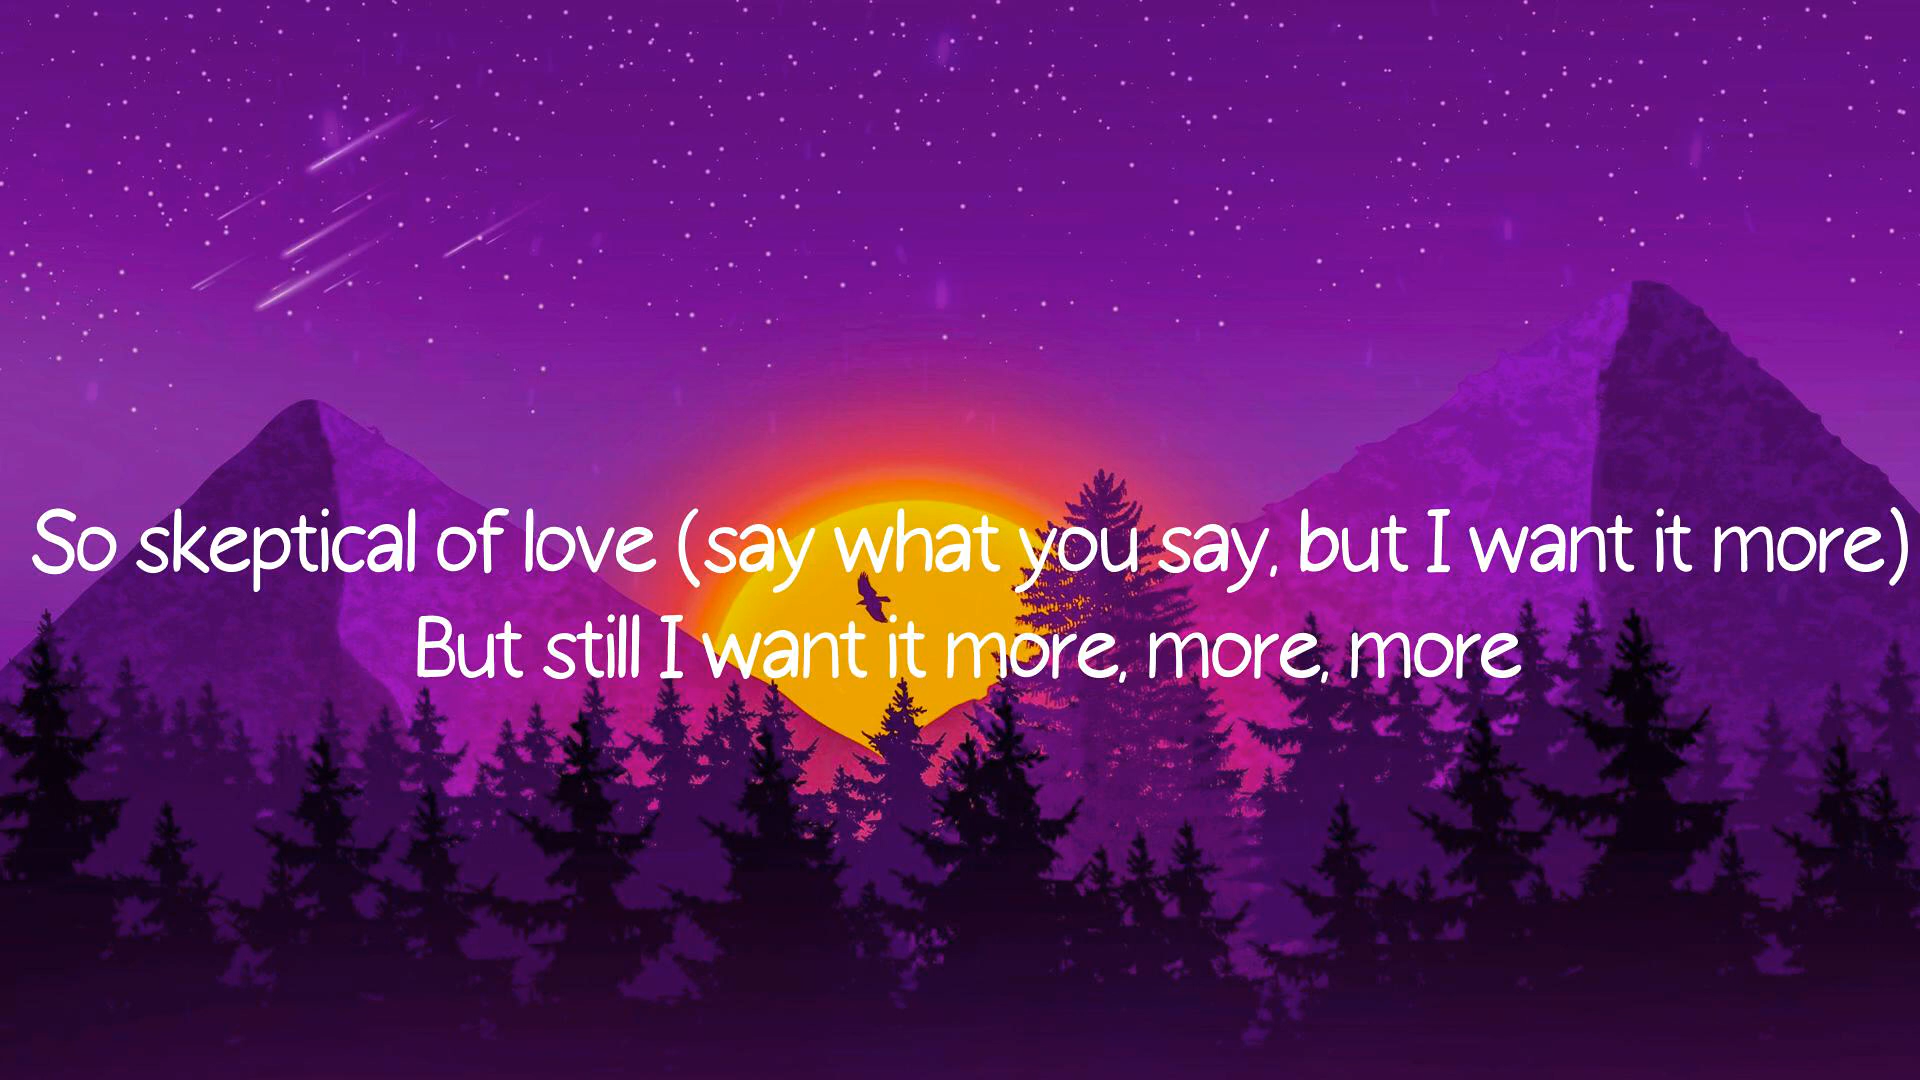 So skeptical of love (say what you say, but I want it more)
But still I want it more, more, more